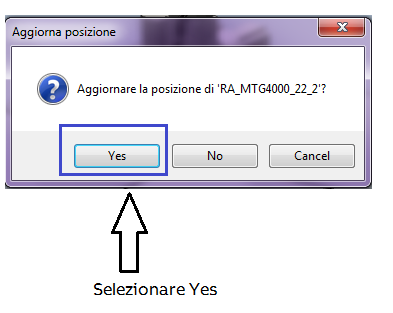 Aggiorna posizione
Aggiornare la posizione di 'RA_MTG4000_22_2'?
Yes
No
Cancel
Selezionare Yes